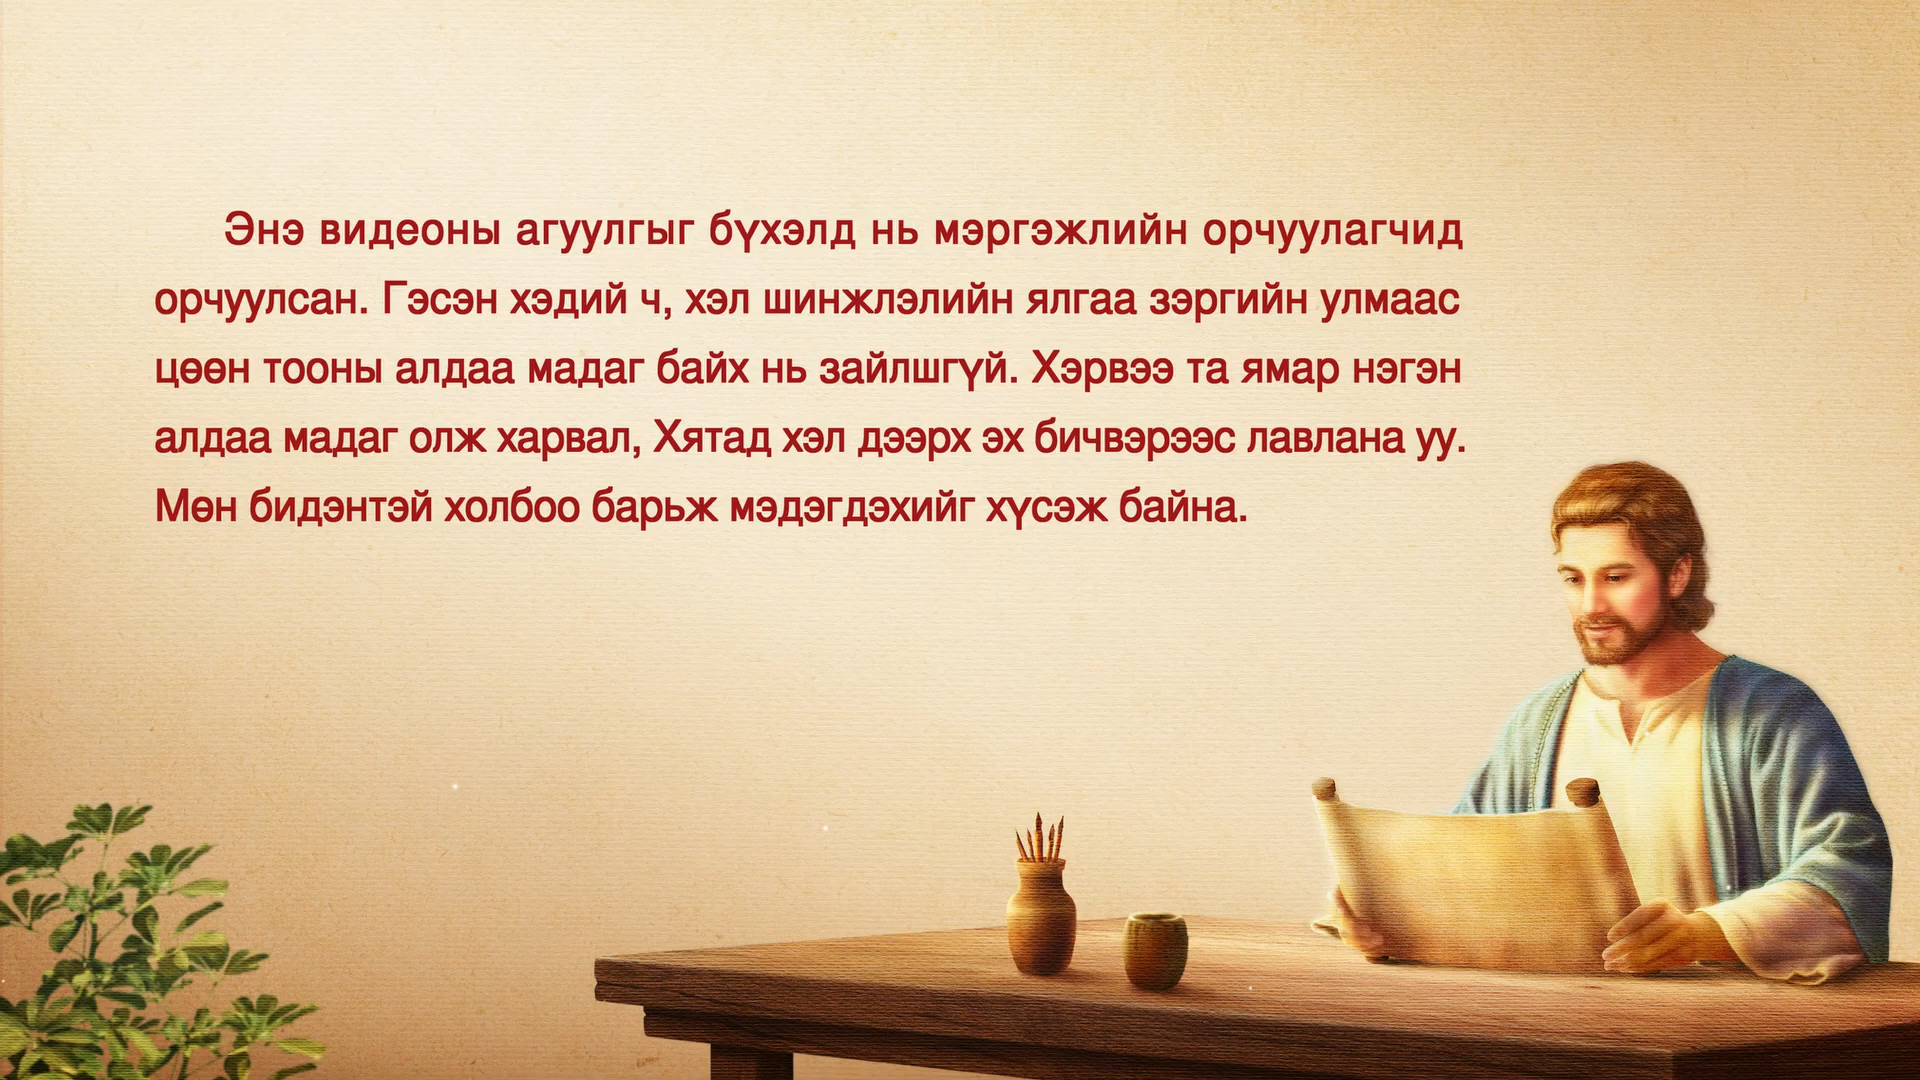 Энэ видеоны агуулгыг бүхэлд нь мэргэжлийн орчуулагчид
орчуулсан. Гэсэн хэдий ч, хэл шинжлэлийн ялгаа зэргийн улмаас
цөөн тооны алдаа мадаг байх нь зайлшгүй. Хэрвээ та ямар нэгэн
алдаа мадаг олж харвал, Хятад хэл дээрх эх бичвэрээс лавлана уу.
Мөн бидэнтэй холбоо барьж мэдэгдэхийг хүсэж байна.